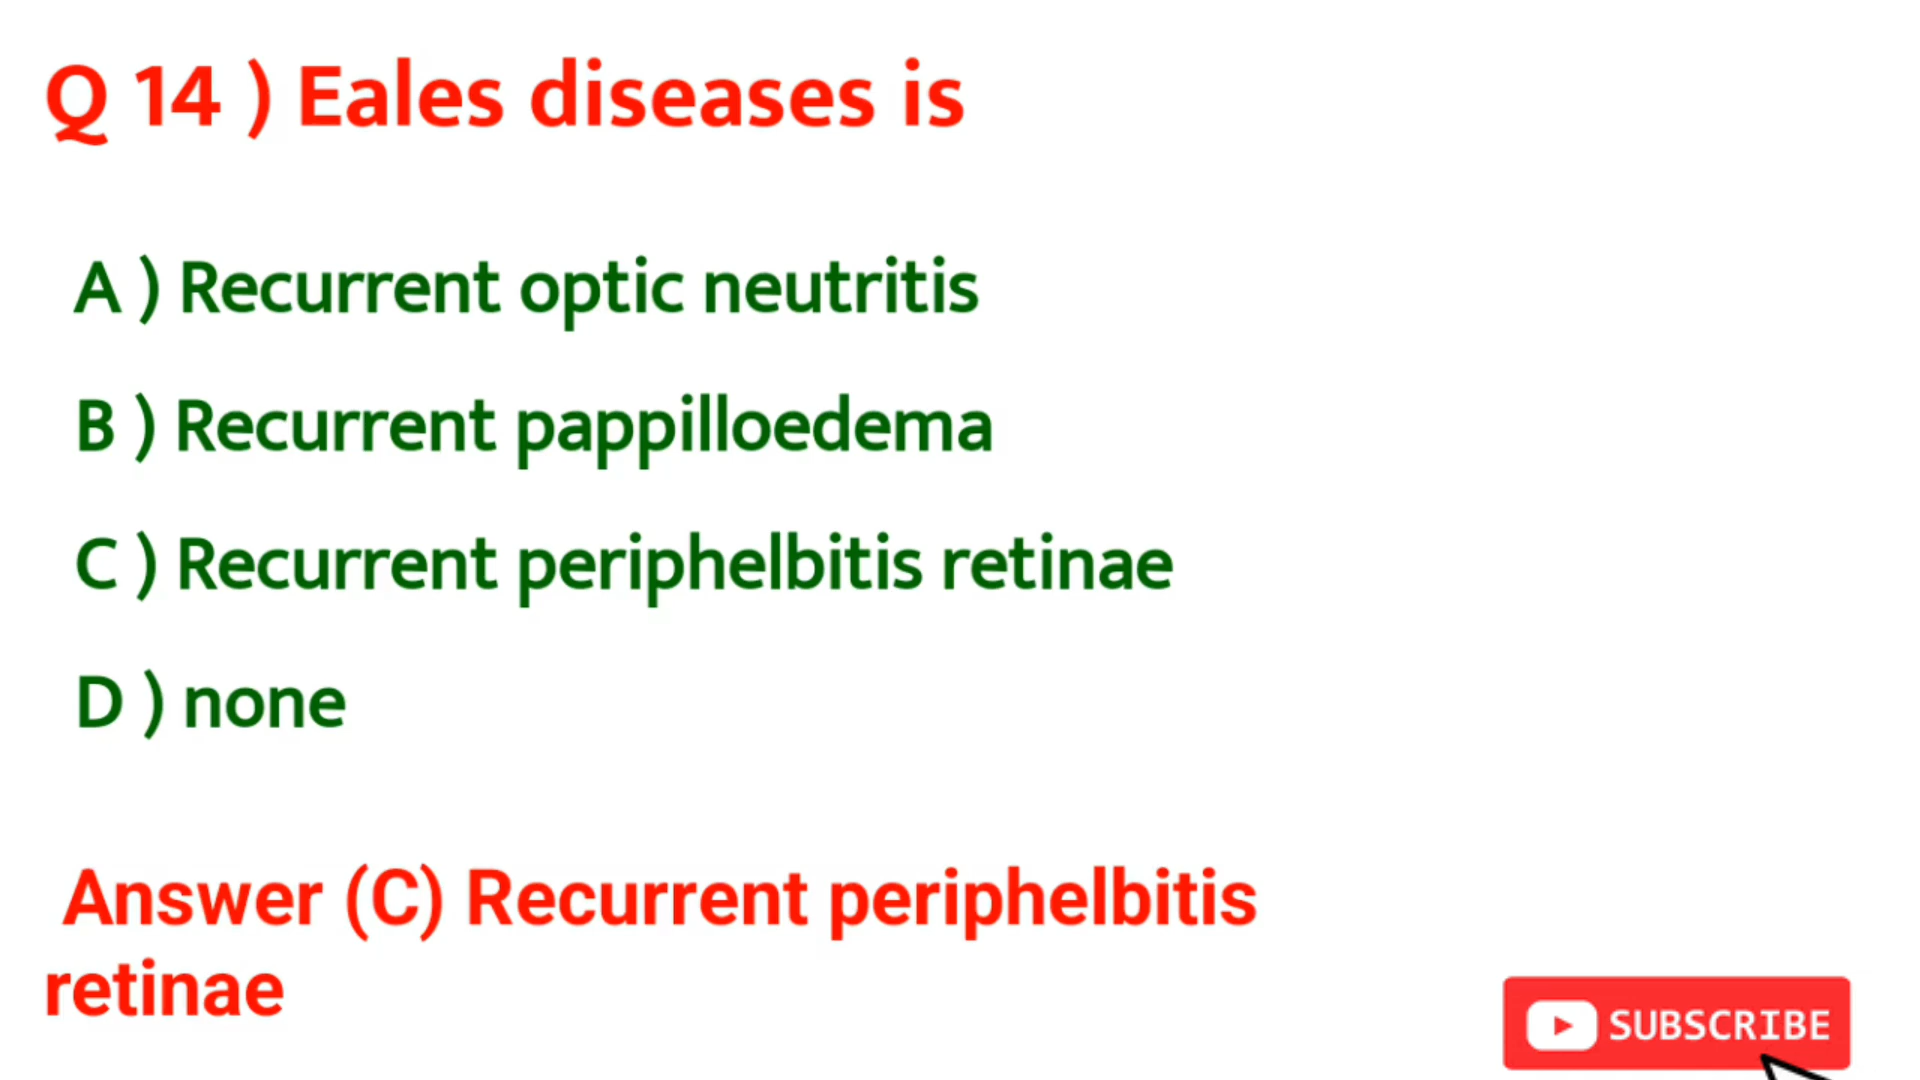 Q 14 ) Eales diseases is
A ) Recurrent optic neutritis
B ) Recurrent pappilloedema
C ) Recurrent periphelbitis retinae
D ) none
Answer (C) Recurrent periphelbitis
retinae
SUBSCRIBE